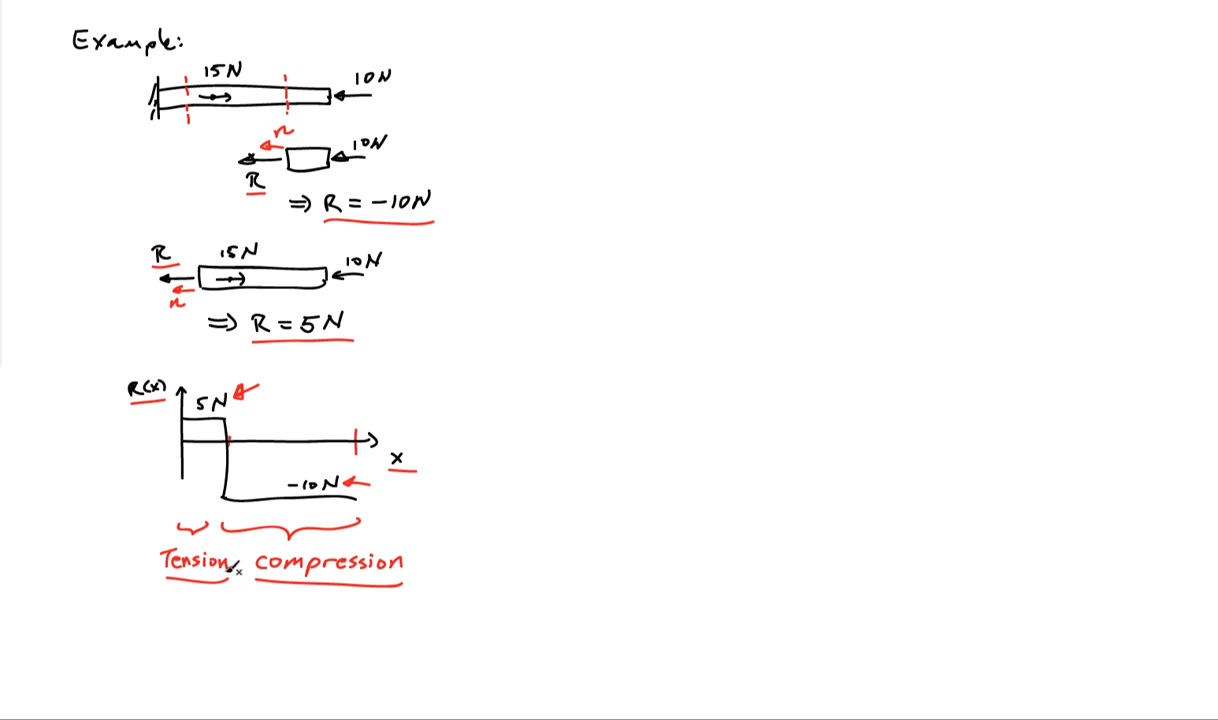 Example:
15N
10N
n
10N
R
⇒ R = -10N
R
15N
10N
n
⇒ R = 5N
R(x)
5N
x
-10N
Tension
compression